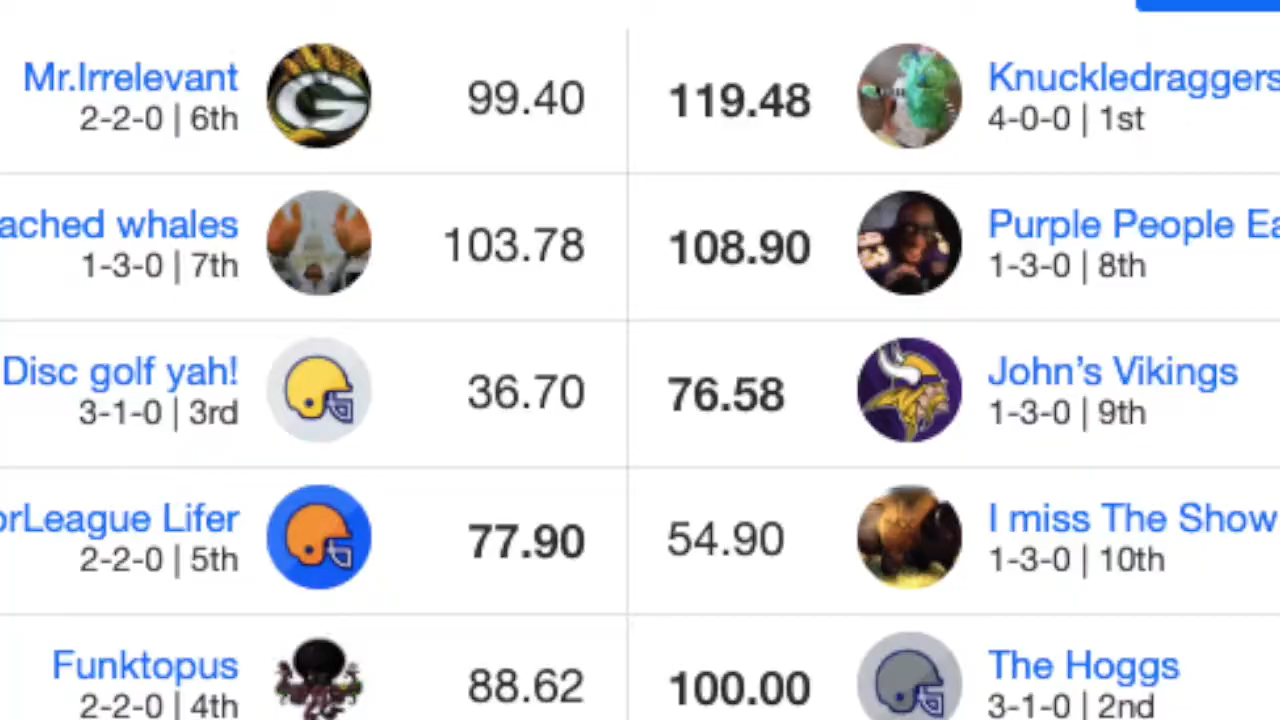 Mr.Irrelevant
2-2-0 | 6th
99.40
119.48
Knuckledraggers
4-0-0 | 1st
ached whales
1-3-0 | 7th
103.78
108.90
Purple People Ea
1-3-0 | 8th
Disc golf yah!
3-1-0 | 3rd
36.70
76.58
John's Vikings
1-3-0 | 9th
orLeague Lifer
2-2-0 | 5th
77.90
54.90
I miss The Show
1-3-0 | 10th
Funktopus
2-2-0 | 4th
88.62
100.00
The Hoggs
3-1-0 | 2nd